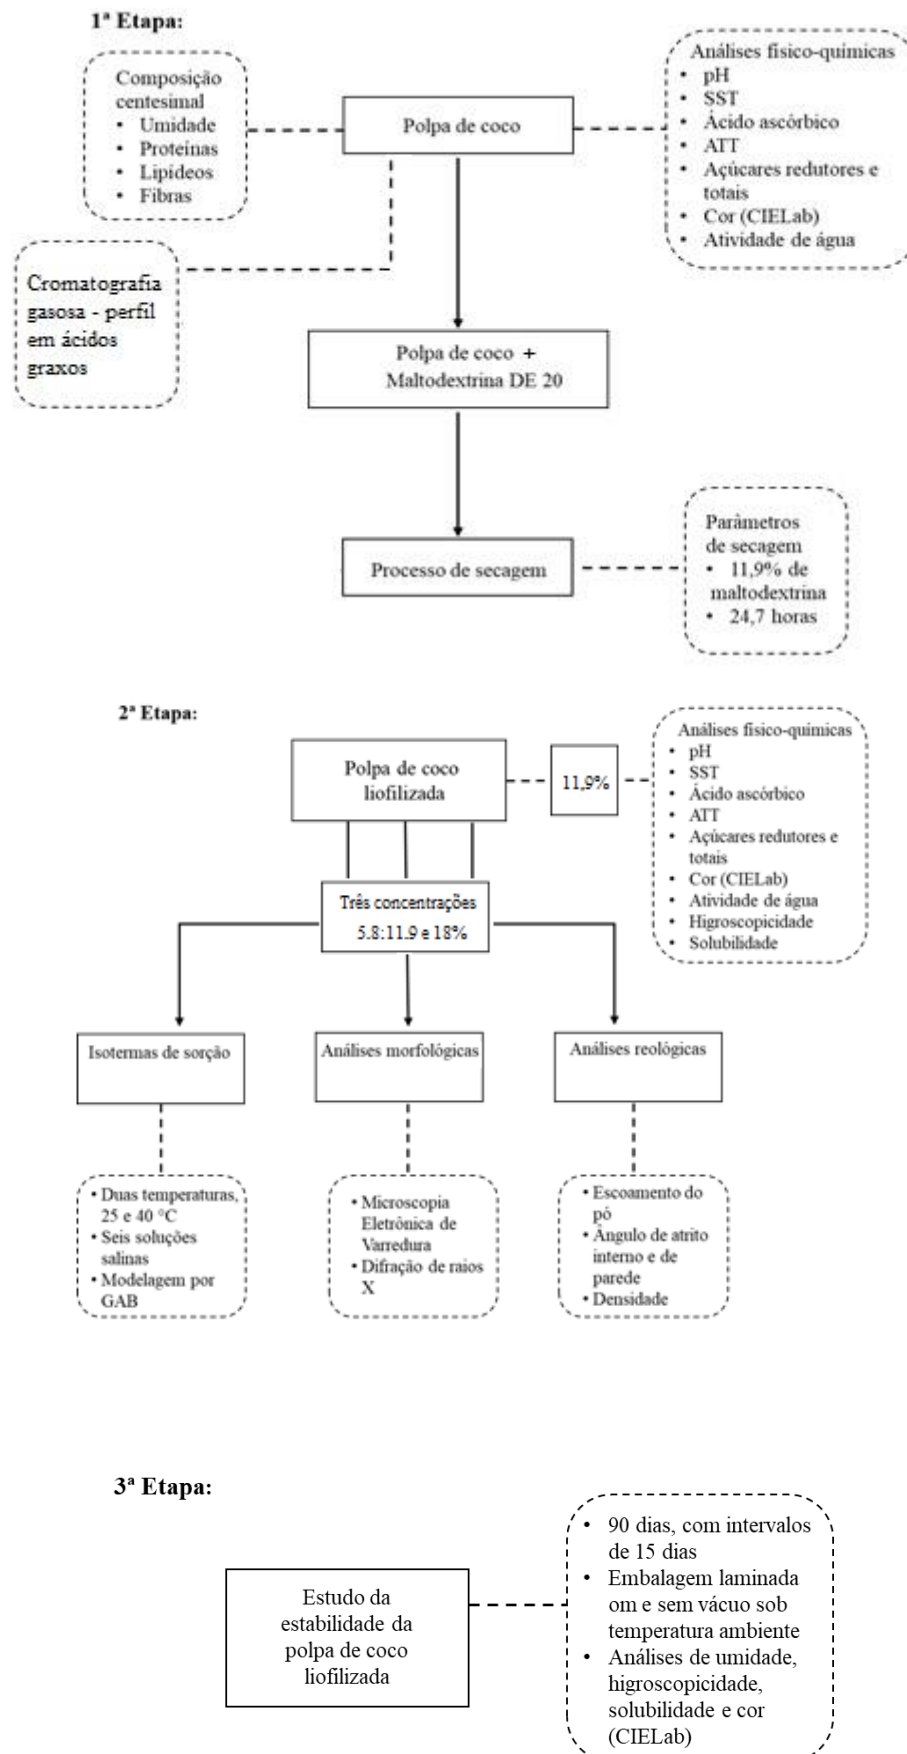 1ª Etapa:
Composição
centesimal
• Umidade
• Proteínas
• Lipídeos
• Fibras
Polpa de coco
Análises físico-químicas
• pH
• SST
• Ácido ascórbico
• ATT
• Açúcares redutores e
totais
• Cor (CIELab)
• Atividade de água
Cromatografia
gasosa - perfil
em ácidos
graxos
Polpa de coco +
Maltodextrina DE 20
Processo de secagem
Parâmetros
de secagem
• 11,9% de
maltodextrina
• 24,7 horas
2ª Etapa:
Polpa de coco
liofilizada
11,9%
Análises físico-químicas
• pH
• SST
• Ácido ascórbico
• ATT
• Açúcares redutores e
totais
• Cor (CIELab)
• Atividade de água
• Higroscopicidade
• Solubilidade
Três concentrações
5.8:11.9 e 18%
Isotermas de sorção
Análises morfológicas
Análises reológicas
• Duas temperaturas,
25 e 40 °C
• Seis soluções
salinas
• Modelagem por
GAB
• Microscopia
Eletrônica de
Varredura
• Difração de raios
X
• Escoamento do
pó
• Ângulo de atrito
interno e de
parede
• Densidade
3ª Etapa:
Estudo da
estabilidade da
polpa de coco
liofilizada
• 90 dias, com intervalos
de 15 dias
• Embalagem laminada
om e sem vácuo sob
temperatura ambiente
• Análises de umidade,
higroscopicidade,
solubilidade e cor
(CIELab)